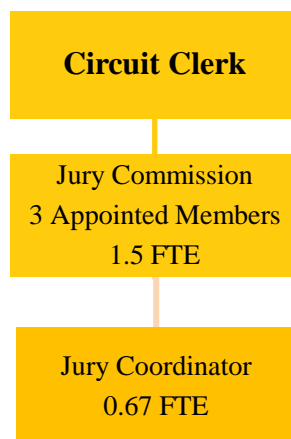 Circuit Clerk
Jury Commission
3 Appointed Members
1.5 FTE
Jury Coordinator
0.67 FTE